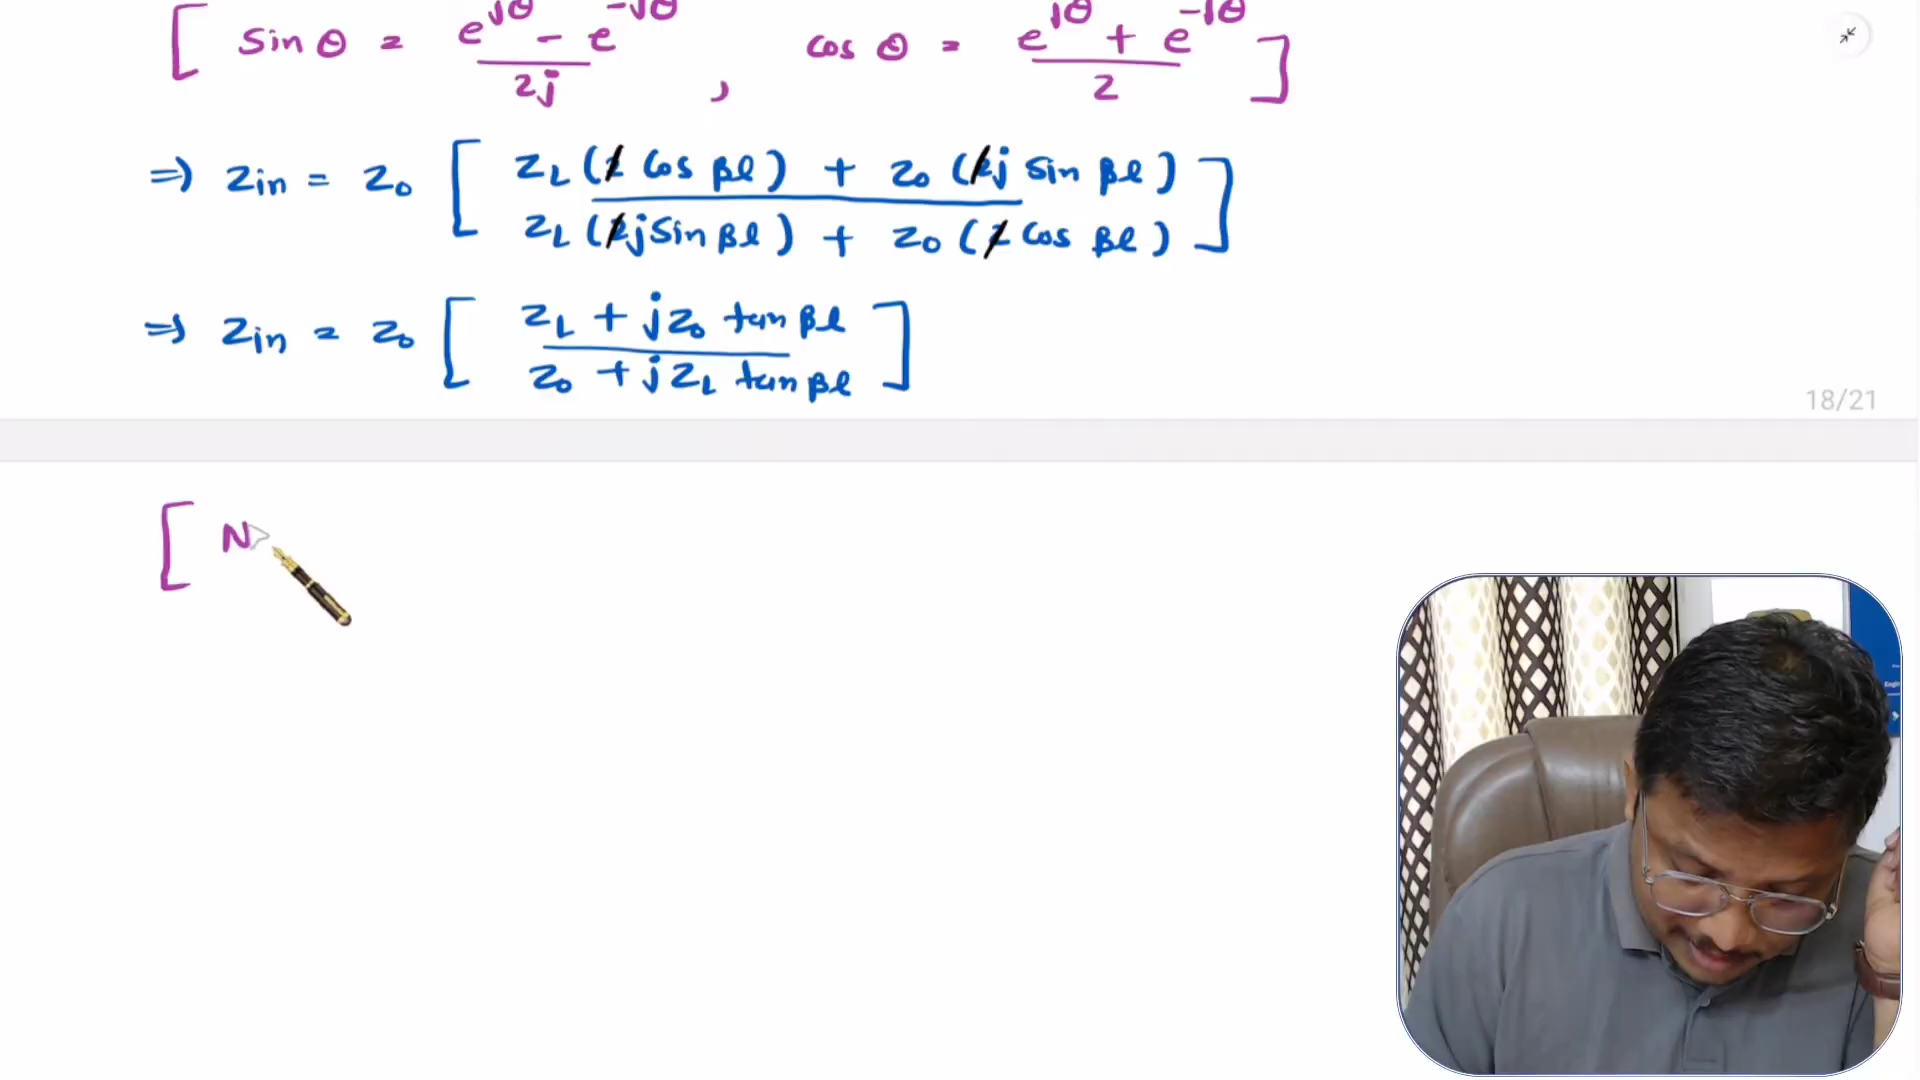 [ Sin θ = e^jθ - e^-jθ / 2j , cos θ = e^jθ + e^-jθ / 2 ]
⇒ Zin = Z₀ [ ZL (2 cos βl) + Z₀ (2j sin βl) / ZL (2j sin βl) + Z₀ (2 cos βl) ]
⇒ Zin = Z₀ [ ZL + jZ₀ tan βl / Z₀ + jZL tan βl ]
18/21
[ N